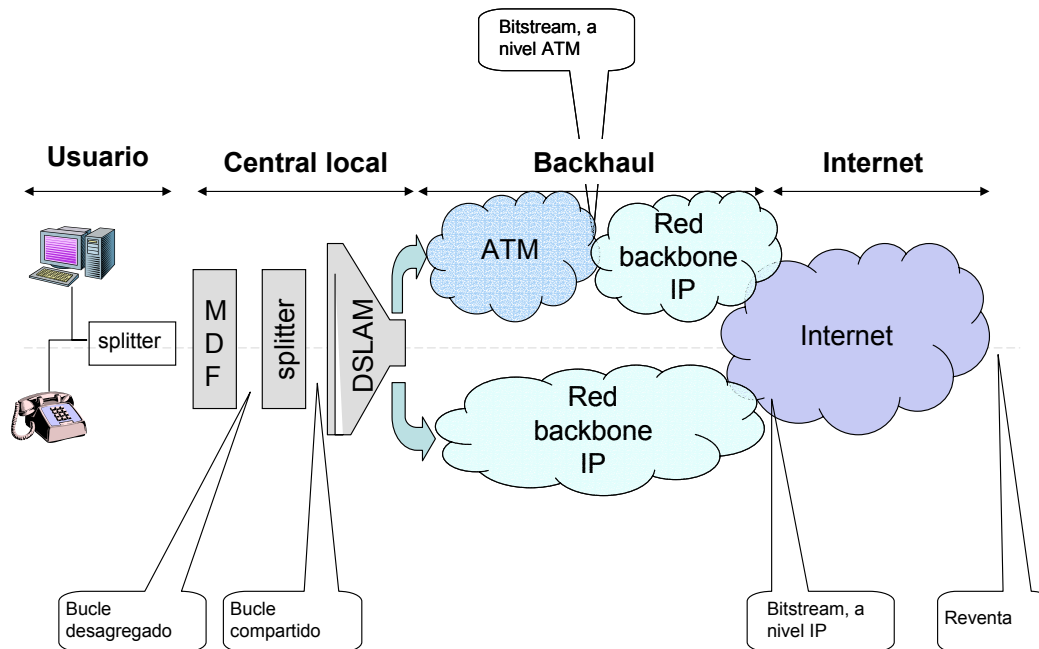 Bitstream, a
nivel ATM
Usuario
Central local
Backhaul
Internet
ATM
Red
backbone
IP
M
D
F
splitter
splitter
DSLAM
Internet
Red
backbone
IP
Bucle
desagregado
Bucle
compartido
Bitstream, a
nivel IP
Reventa